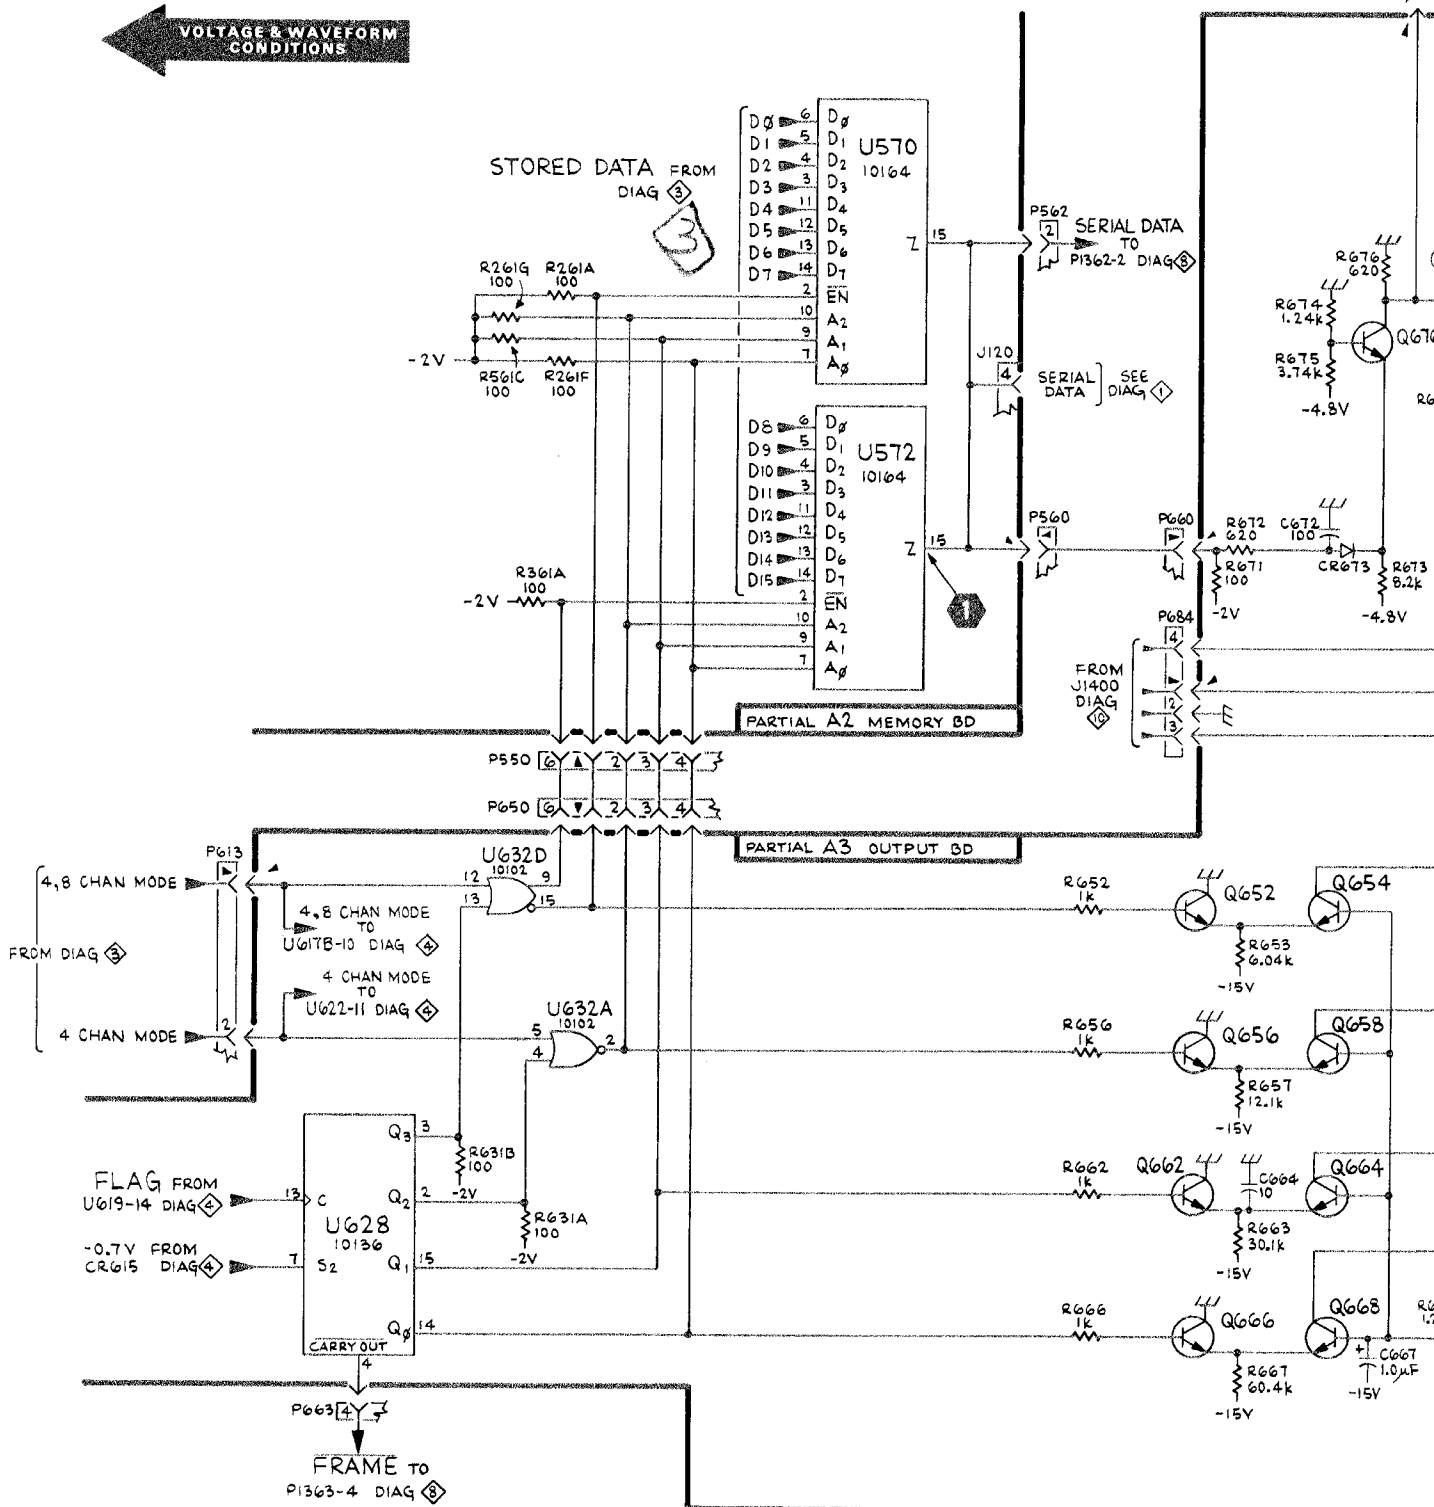 VOLTAGE & WAVEFORM
CONDITIONS
STORED DATA FROM
DIAG 3
3
DØ 6 DØ
D1 5 D1
D2 4 D2
D3 3 D3
D4 11 D4
D5 12 D5
D6 13 D6
D7 14 D7
2 EN
10 A2
9 A1
7 AØ
U570
10164
Z 15
R261G
100
R261A
100
-2V
R561C
100
R261F
100
P562
2
SERIAL DATA
TO
P1362-2 DIAG 8
J120
4
SERIAL
DATA
SEE
DIAG 1
D8 6 DØ
D9 5 D1
D10 4 D2
D11 3 D3
D12 11 D4
D13 12 D5
D14 13 D6
D15 14 D7
2 EN
10 A2
9 A1
7 AØ
U572
10164
Z 15
1
R361A
100
-2V
P560
P660
R672
620
R671
100
-2V
C672
100
CR673
R673
8.2k
-4.8V
R676
620
R674
1.24k
R675
3.74k
-4.8V
Q676
P684
4
12
3
FROM
J1400
DIAG
10
PARTIAL A2 MEMORY BD
P550 6 2 3 4
P650 6 2 3 4
PARTIAL A3 OUTPUT BD
P613
4,8 CHAN MODE
4,8 CHAN MODE
TO
U617B-10 DIAG 4
FROM DIAG 3
4 CHAN MODE
TO
U622-11 DIAG 4
4 CHAN MODE
2
U632D
10102
12
13
9
15
U632A
10102
5
4
2
R652
1k
Q652
Q654
R653
6.04k
-15V
R656
1k
Q656
Q658
R657
12.1k
-15V
R662
1k
Q662
C664
10
Q664
R663
30.1k
-15V
R666
1k
Q666
Q668
R667
60.4k
-15V
+
C667
1.0µF
-15V
FLAG FROM
U619-14 DIAG 4
13 C
-0.7V FROM
CR615 DIAG 4
7 S2
U628
10136
Q3 3
Q2 2
Q1 15
QØ 14
CARRY OUT
4
R631B
100
-2V
R631A
100
-2V
P663 4
FRAME TO
P1363-4 DIAG 8